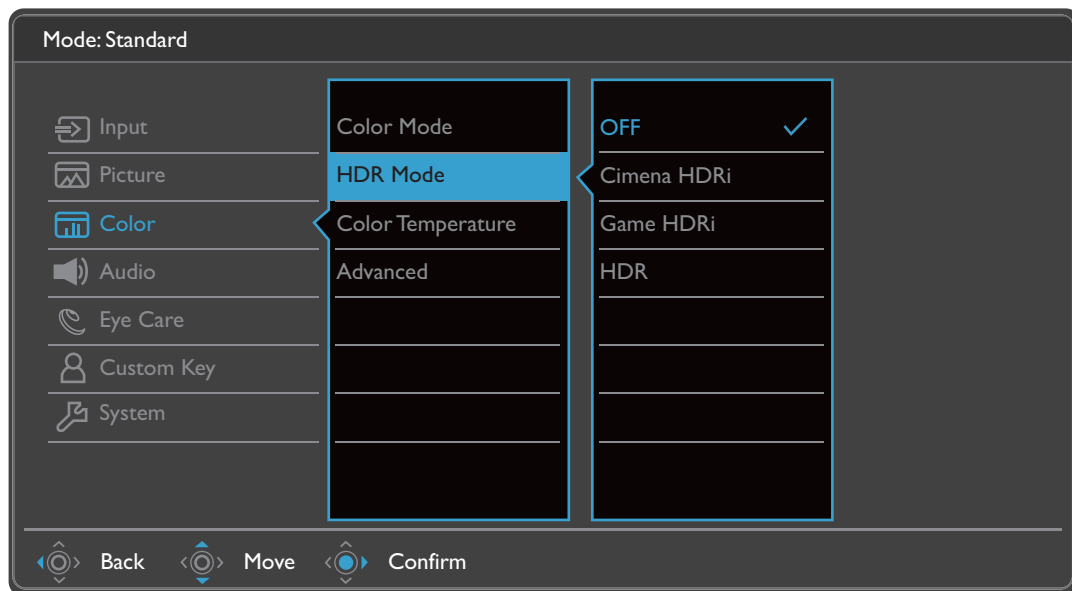 Mode: Standard
Input
Picture
Color
Audio
Eye Care
Custom Key
System
Color Mode
HDR Mode
Color Temperature
Advanced
OFF
Cimena HDRi
Game HDRi
HDR
Back
Move
Confirm